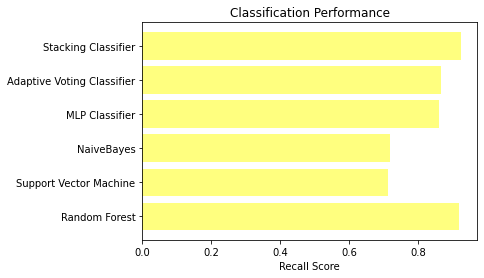 Classification Performance
Stacking Classifier
Adaptive Voting Classifier
MLP Classifier
NaiveBayes
Support Vector Machine
Random Forest
0.0 0.2 0.4 0.6 0.8
Recall Score